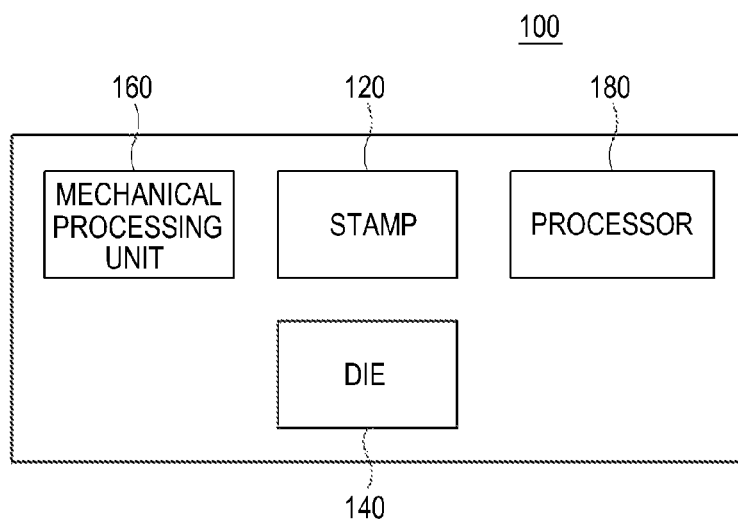 100
160
120
180
MECHANICAL
PROCESSING
UNIT
STAMP
PROCESSOR
DIE
140